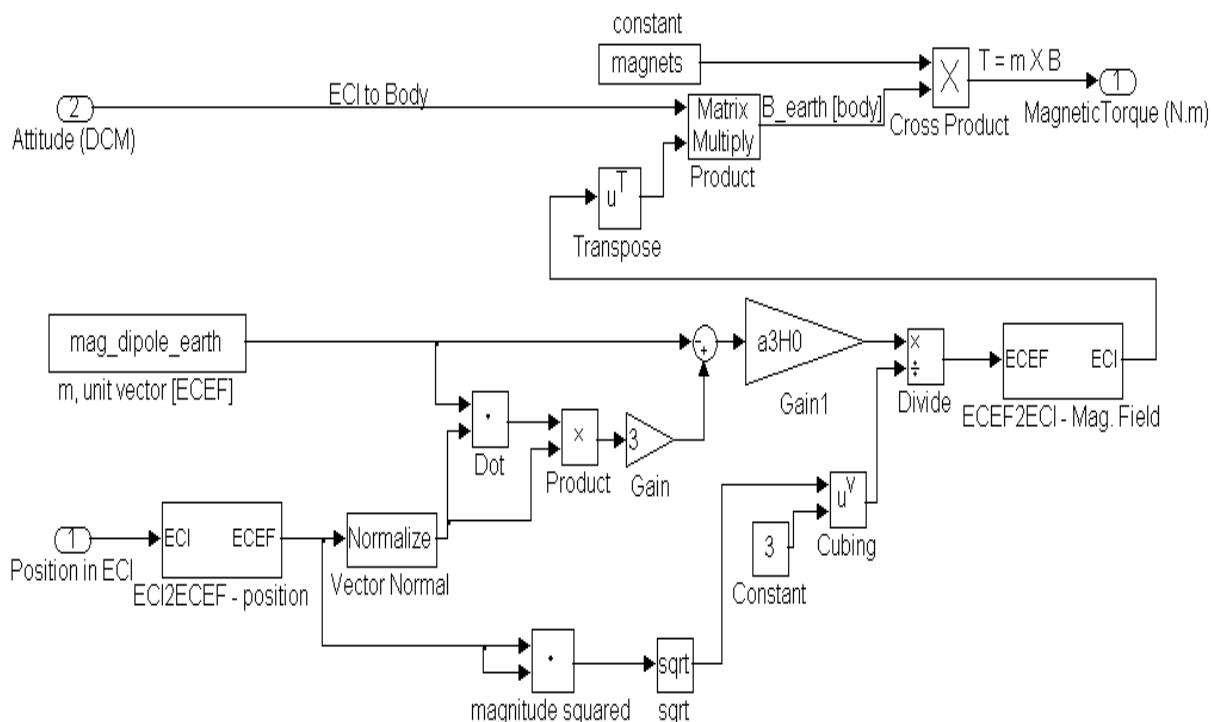 constant
magnets
T = m X B
1
MagneticTorque (N.m)
Cross Product
ECI to Body
2
Attitude (DCM)
Matrix
Multiply
Product
B_earth [body]
u^T
Transpose
mag_dipole_earth
m, unit vector [ECEF]
-
+
a3H0
Gain1
×
÷
Divide
ECEF ECI
ECEF2ECI - Mag. Field
.
Dot
×
Product
3
Gain
u^v
Cubing
3
Constant
1
Position in ECI
ECI ECEF
ECI2ECEF - position
Normalize
Vector Normal
.
magnitude squared
sqrt
sqrt